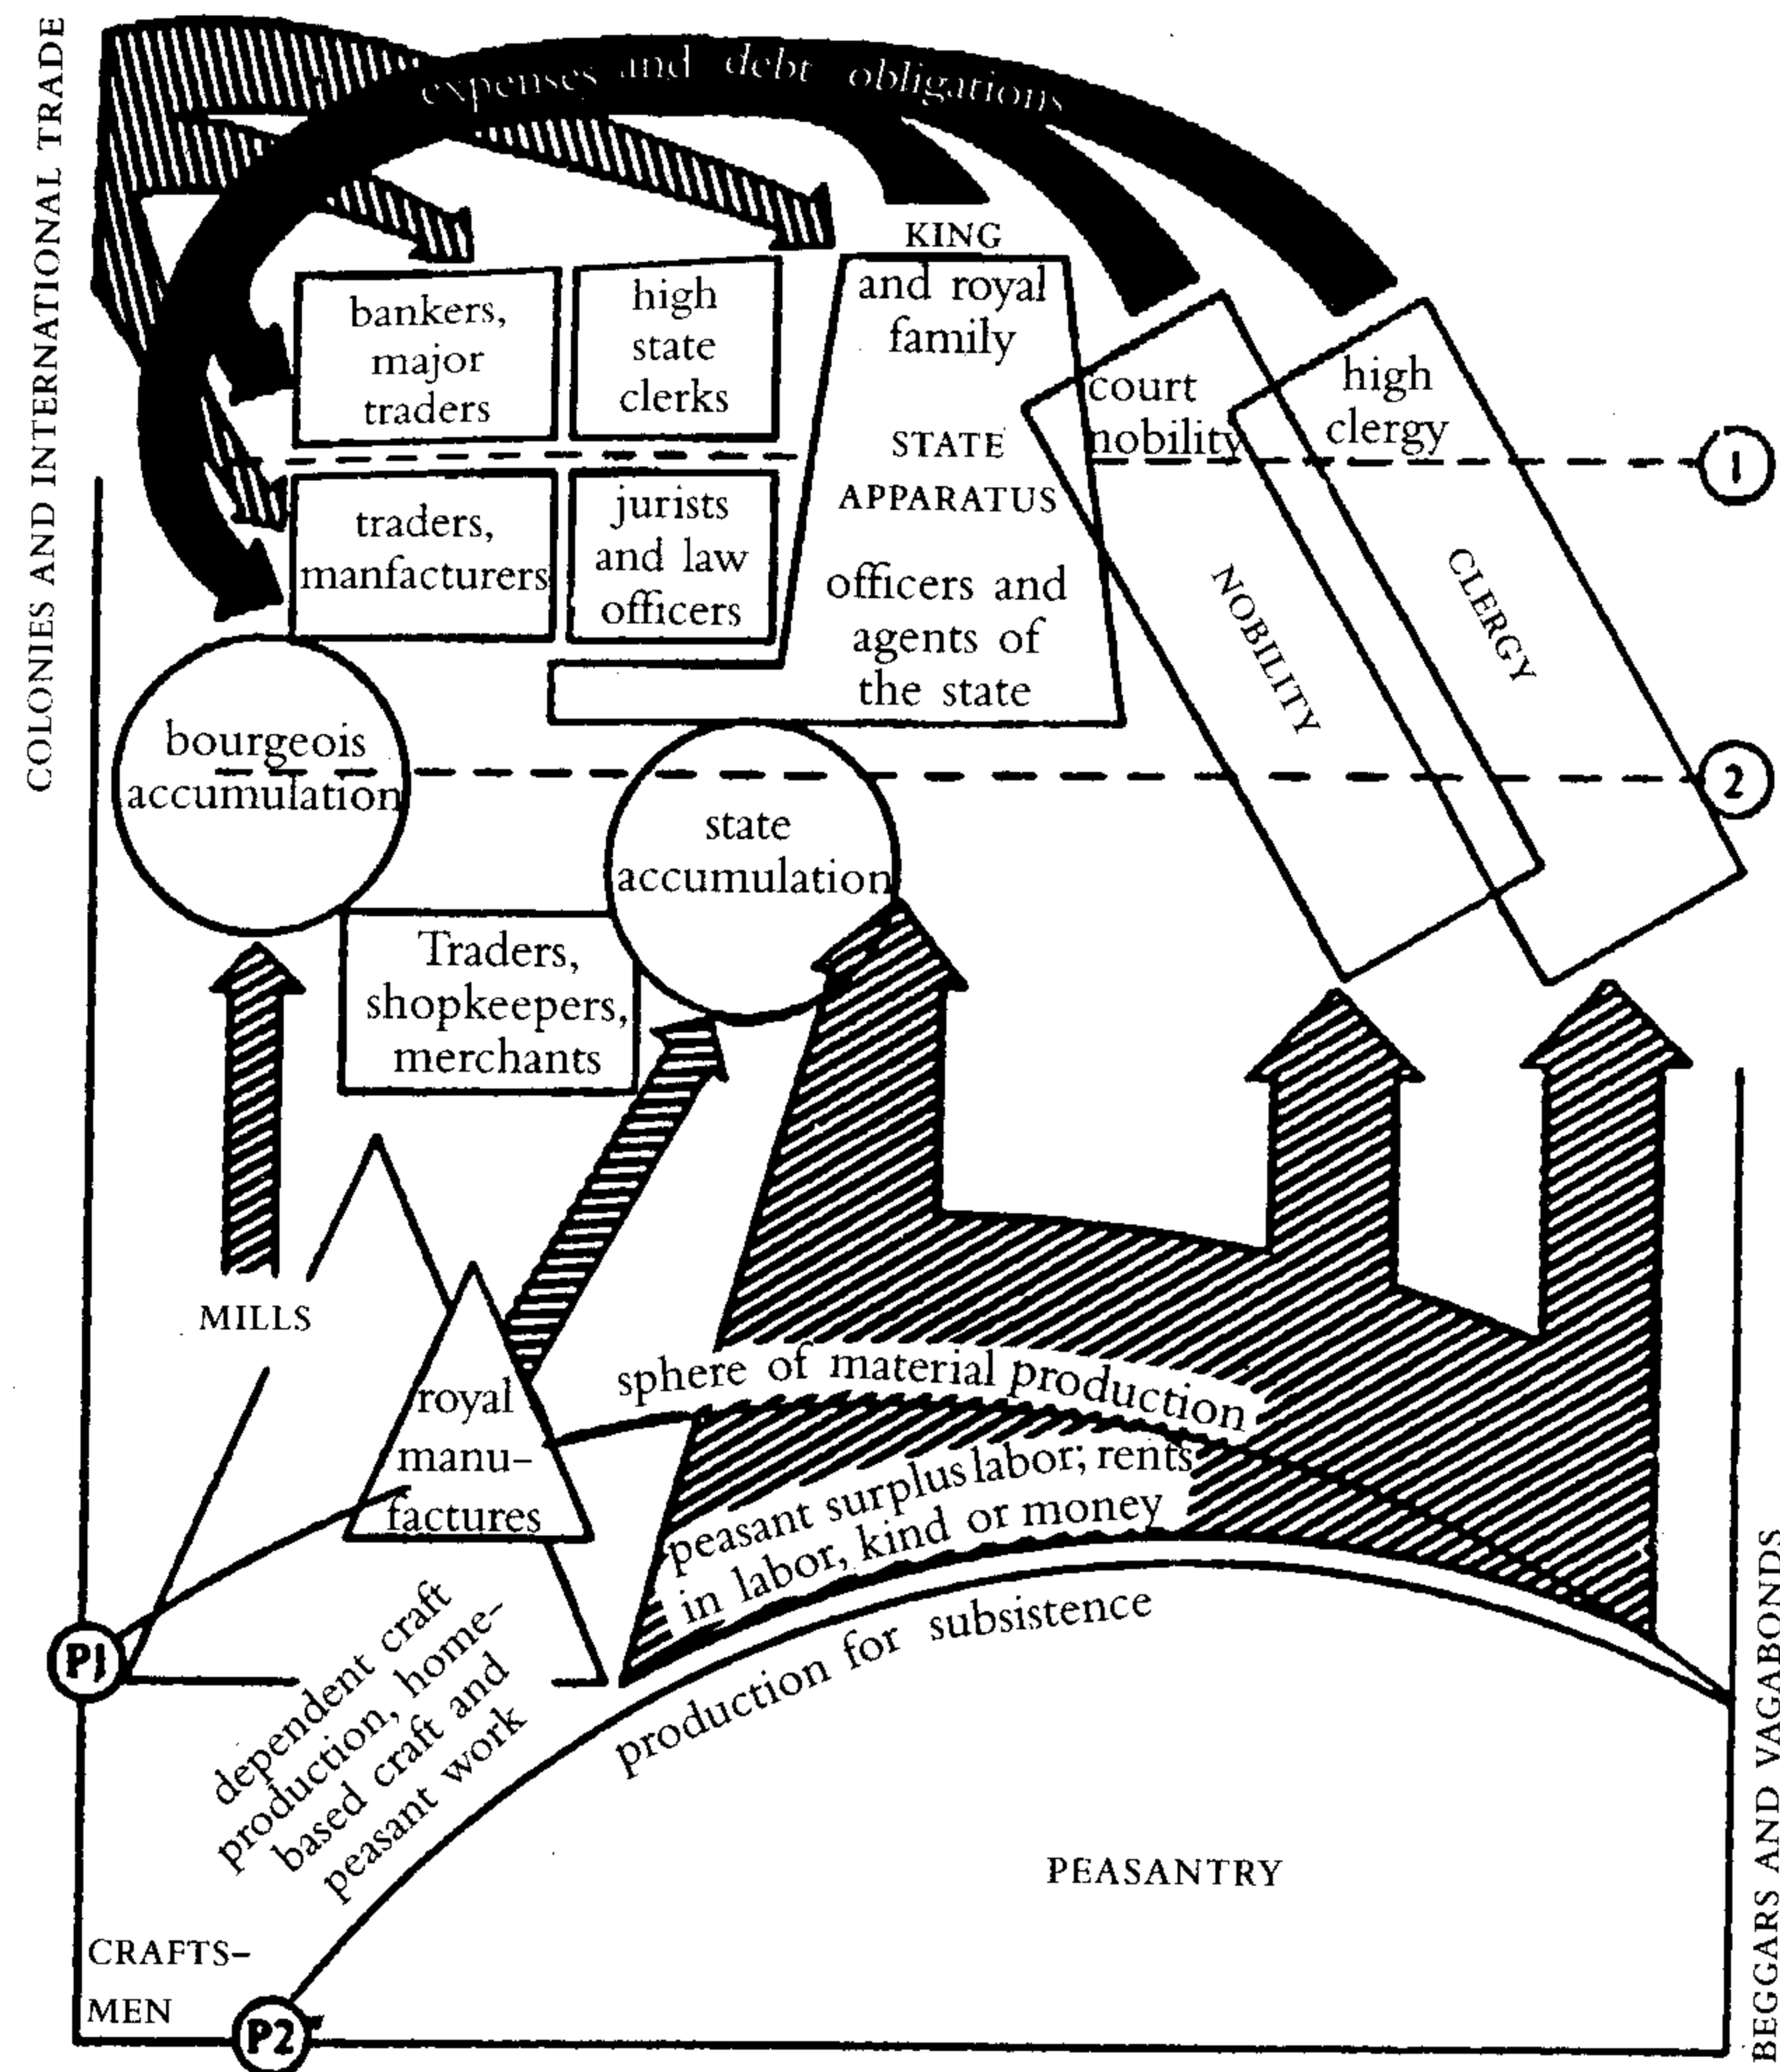 COLONIES AND INTERNATIONAL TRADE
expenses and debt obligations
KING
and royal
family
bankers,
major
traders
high
state
clerks
court
nobility
high
clergy
STATE
APPARATUS
1
traders,
manfacturers
jurists
and law
officers
officers and
agents of
the state
NOBILITY
CLERGY
bourgeois
accumulation
state
accumulation
2
Traders,
shopkeepers,
merchants
MILLS
royal
manu-
factures
sphere of material production
peasant surplus labor; rents
in labor, kind or money
production for subsistence
P1
dependent craft
production, home-
based craft and
peasant work
PEASANTRY
CRAFTS-
MEN
P2
BEGGARS AND VAGABONDS